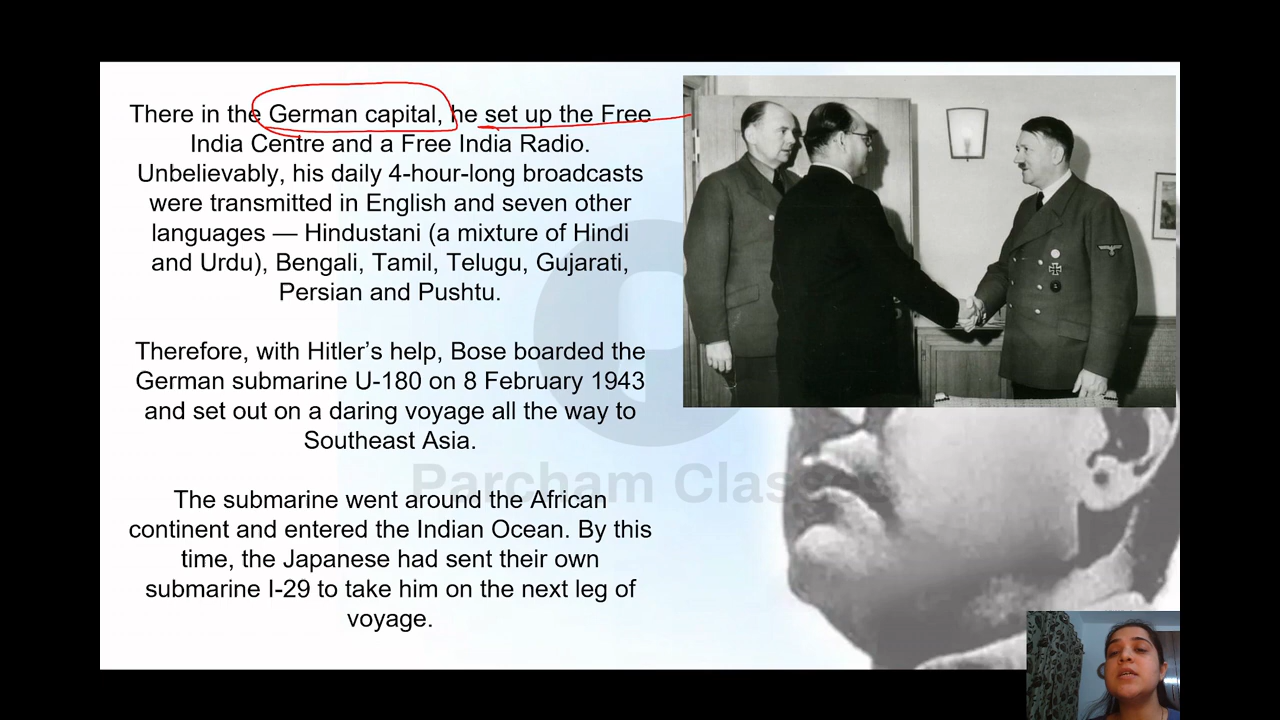 There in the German capital, he set up the Free
India Centre and a Free India Radio.
Unbelievably, his daily 4-hour-long broadcasts
were transmitted in English and seven other
languages — Hindustani (a mixture of Hindi
and Urdu), Bengali, Tamil, Telugu, Gujarati,
Persian and Pushtu.
Therefore, with Hitler’s help, Bose boarded the
German submarine U-180 on 8 February 1943
and set out on a daring voyage all the way to
Southeast Asia.
Parcham Classes
The submarine went around the African
continent and entered the Indian Ocean. By this
time, the Japanese had sent their own
submarine I-29 to take him on the next leg of
voyage.